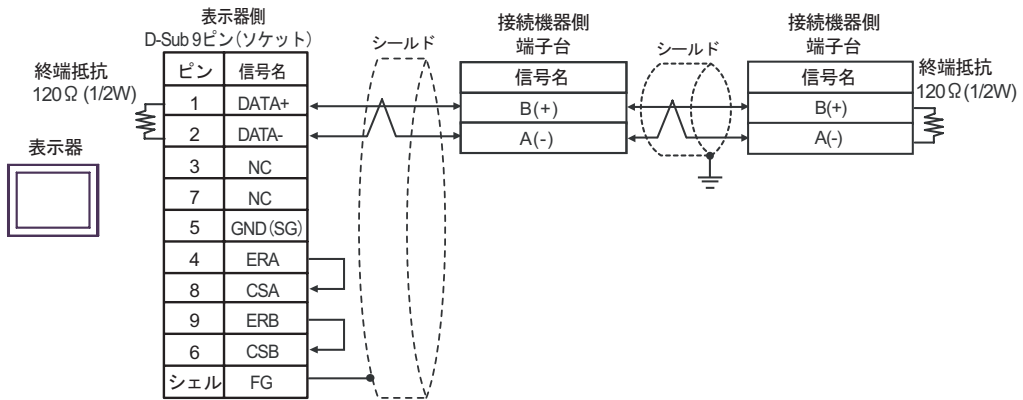 表示器側
D-Sub 9ピン(ソケット)
終端抵抗
120Ω(1/2W)
表示器
ピン 信号名
1 DATA+
2 DATA-
3 NC
7 NC
5 GND(SG)
4 ERA
8 CSA
9 ERB
6 CSB
シェル FG
シールド
接続機器側
端子台
信号名
B(+)
A(-)
シールド
接続機器側
端子台
信号名
B(+)
A(-)
終端抵抗
120Ω(1/2W)